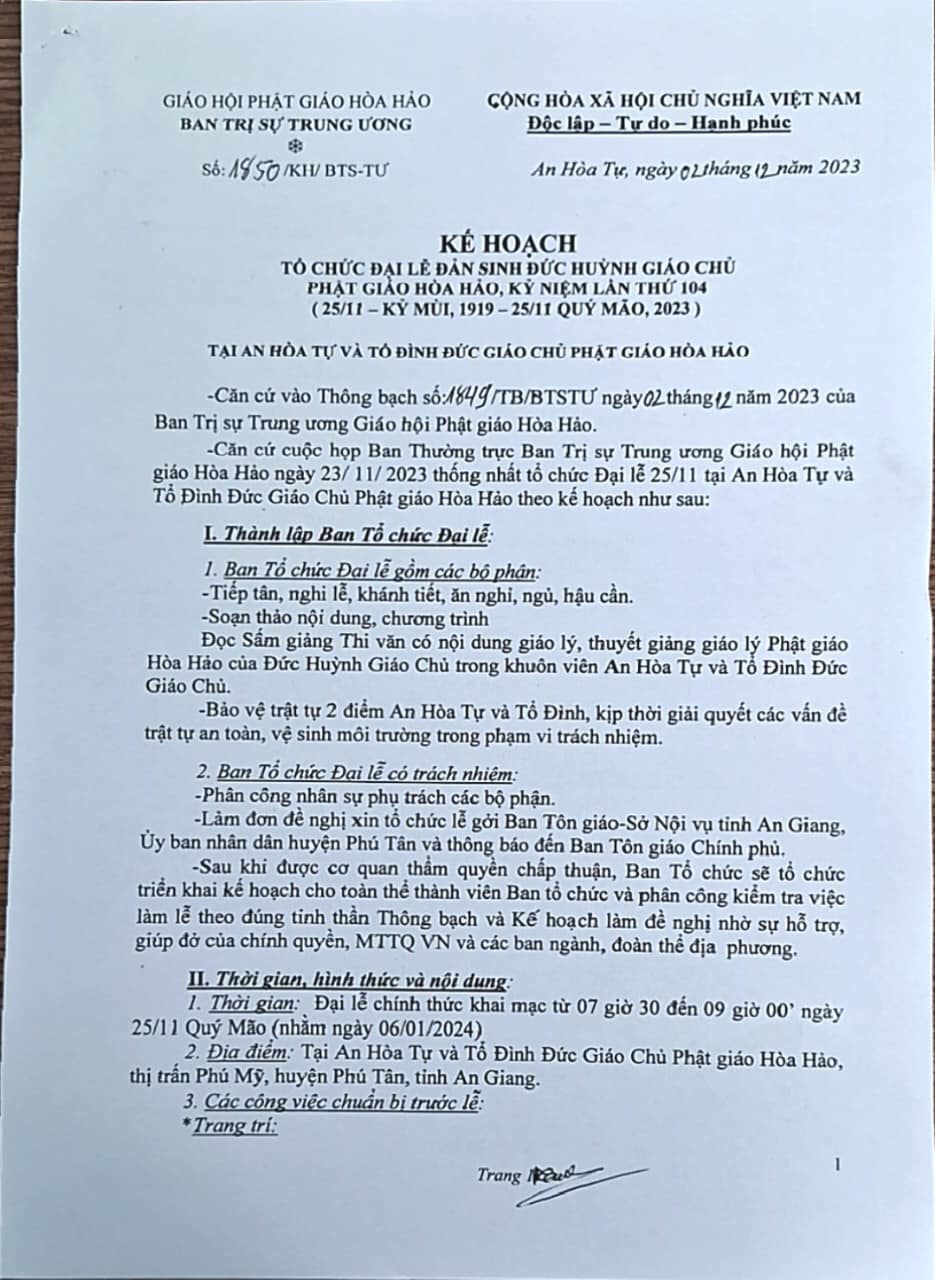 GIÁO HỘI PHẬT GIÁO HÒA HẢO
BAN TRỊ SỰ TRUNG ƯƠNG
Số: 1850 /KH/ BTS-TƯ
CỘNG HÒA XÃ HỘI CHỦ NGHĨA VIỆT NAM
Độc lập – Tự do – Hạnh phúc
An Hòa Tự, ngày 02 tháng 12 năm 2023
KẾ HOẠCH
TỔ CHỨC ĐẠI LỄ ĐẢN SINH ĐỨC HUỲNH GIÁO CHỦ
PHẬT GIÁO HÒA HẢO, KỶ NIỆM LẦN THỨ 104
( 25/11 – KỶ MÙI, 1919 – 25/11 QUÝ MÃO, 2023 )
TẠI AN HÒA TỰ VÀ TỔ ĐÌNH ĐỨC GIÁO CHỦ PHẬT GIÁO HÒA HẢO
-Căn cứ vào Thông bạch số: 1849/TB/BTSTƯ ngày 02 tháng 12 năm 2023 của
Ban Trị sự Trung ương Giáo hội Phật giáo Hòa Hảo.
-Căn cứ cuộc họp Ban Thường trực Ban Trị sự Trung ương Giáo hội Phật
giáo Hòa Hảo ngày 23/ 11/ 2023 thống nhất tổ chức Đại lễ 25/11 tại An Hòa Tự và
Tổ Đình Đức Giáo Chủ Phật giáo Hòa Hảo theo kế hoạch như sau:
I. Thành lập Ban Tổ chức Đại lễ:
1. Ban Tổ chức Đại lễ gồm các bộ phận:
-Tiếp tân, nghi lễ, khánh tiết, ăn nghỉ, ngủ, hậu cần.
-Soạn thảo nội dung, chương trình
Đọc Sấm giảng Thi văn có nội dung giáo lý, thuyết giảng giáo lý Phật giáo
Hòa Hảo của Đức Huỳnh Giáo Chủ trong khuôn viên An Hòa Tự và Tổ Đình Đức
Giáo Chủ.
-Bảo vệ trật tự 2 điểm An Hòa Tự và Tổ Đình, kịp thời giải quyết các vấn đề
trật tự an toàn, vệ sinh môi trường trong phạm vi trách nhiệm.
2. Ban Tổ chức Đại lễ có trách nhiệm:
-Phân công nhân sự phụ trách các bộ phận.
-Làm đơn đề nghị xin tổ chức lễ gởi Ban Tôn giáo-Sở Nội vụ tỉnh An Giang,
Ủy ban nhân dân huyện Phú Tân và thông báo đến Ban Tôn giáo Chính phủ.
-Sau khi được cơ quan thẩm quyền chấp thuận, Ban Tổ chức sẽ tổ chức
triển khai kế hoạch cho toàn thể thành viên Ban tổ chức và phân công kiểm tra việc
làm lễ theo đúng tinh thần Thông bạch và Kế hoạch làm đề nghị nhờ sự hỗ trợ,
giúp đở của chính quyền, MTTQ VN và các ban ngành, đoàn thể địa phương.
II. Thời gian, hình thức và nội dung:
1. Thời gian: Đại lễ chính thức khai mạc từ 07 giờ 30 đến 09 giờ 00' ngày
25/11 Quý Mão (nhằm ngày 06/01/2024)
2. Địa điểm: Tại An Hòa Tự và Tổ Đình Đức Giáo Chủ Phật giáo Hòa Hảo,
thị trấn Phú Mỹ, huyện Phú Tân, tỉnh An Giang.
3. Các công việc chuẩn bị trước lễ:
*Trang trí:
Trang
1